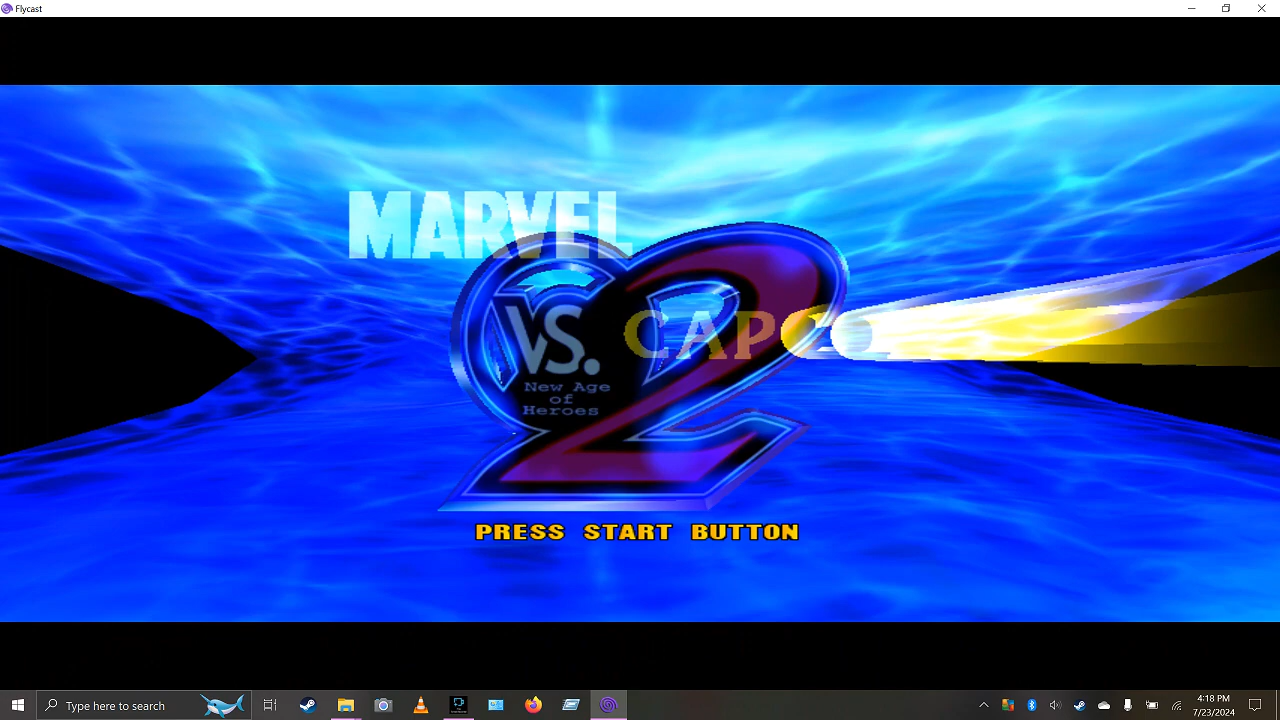 Flycast
MARVEL
VS. CAPC
2
New Age
of
Heroes
PRESS START BUTTON
Type here to search
4:18 PM
7/23/2024